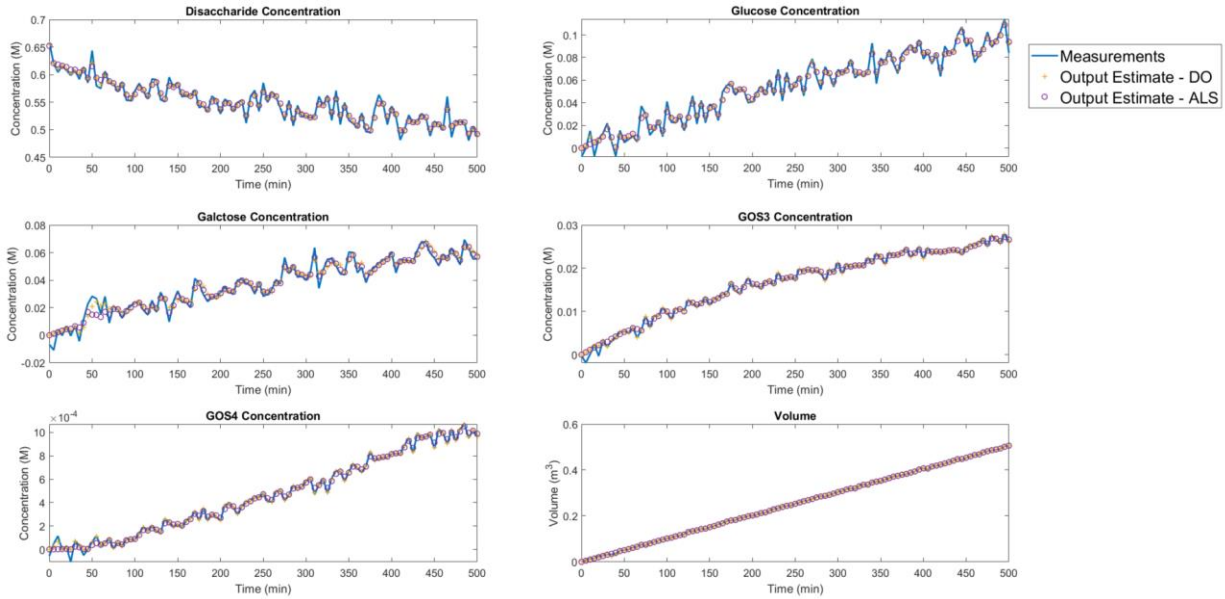 Disaccharide Concentration
0.7
0.65
0.6
0.55
0.5
0.45
Concentration (M)
0 50 100 150 200 250 300 350 400 450 500
Time (min)
Glucose Concentration
0.1
0.08
0.06
0.04
0.02
0
Concentration (M)
0 50 100 150 200 250 300 350 400 450 500
Time (min)
Measurements
Output Estimate - DO
Output Estimate - ALS
Galctose Concentration
0.08
0.06
0.04
0.02
0
-0.02
Concentration (M)
0 50 100 150 200 250 300 350 400 450 500
Time (min)
GOS3 Concentration
0.03
0.02
0.01
0
Concentration (M)
0 50 100 150 200 250 300 350 400 450 500
Time (min)
×10-4
GOS4 Concentration
10
8
6
4
2
0
Concentration (M)
0 50 100 150 200 250 300 350 400 450 500
Time (min)
Volume
0.6
0.4
0.2
0
Volume (m³)
0 50 100 150 200 250 300 350 400 450 500
Time (min)